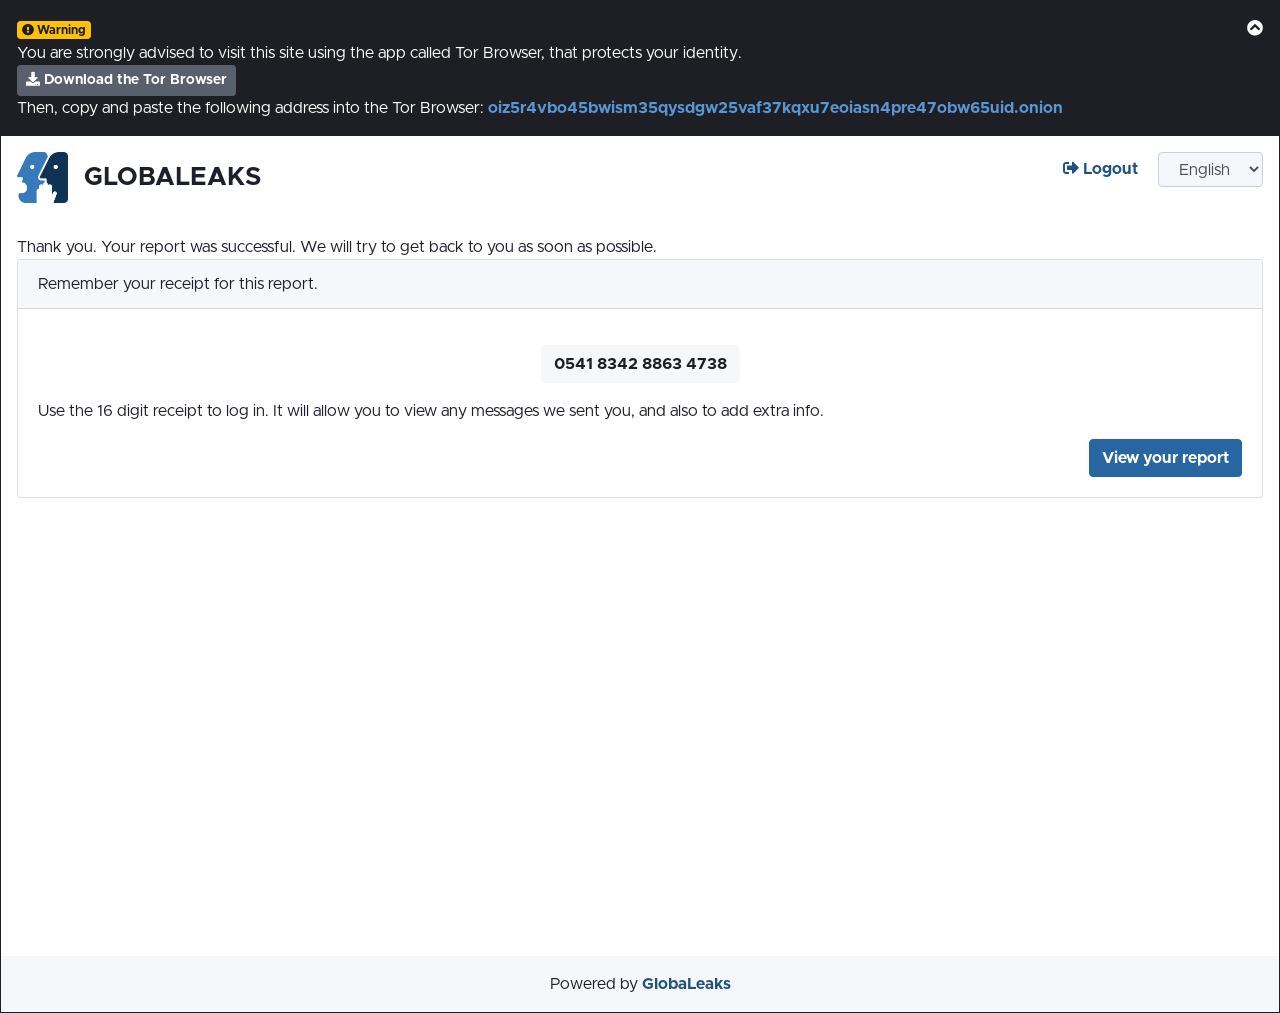 Warning
You are strongly advised to visit this site using the app called Tor Browser, that protects your identity.
Download the Tor Browser
Then, copy and paste the following address into the Tor Browser: oiz5r4vbo45bwism35qysdgw25vaf37kqxu7eoiasn4pre47obw65uid.onion
GLOBALEAKS
Logout
English
Thank you. Your report was successful. We will try to get back to you as soon as possible.
Remember your receipt for this report.
0541 8342 8863 4738
Use the 16 digit receipt to log in. It will allow you to view any messages we sent you, and also to add extra info.
View your report
Powered by GlobaLeaks